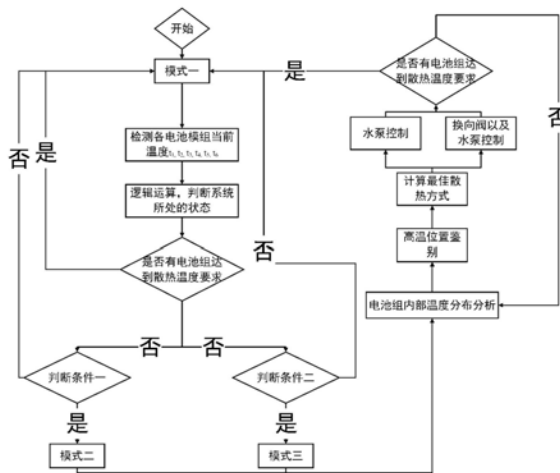 开始
模式一
检测各电池模组当前
温度t₁, t₂, t₃, t₄, t₅, t₆
逻辑运算，判断系统
所处的状态
是否有电池组达
到散热温度要求
否
是
否
否
否
判断条件一
判断条件二
是
是
模式二
模式三
是
是否有电池组达
到散热温度要求
否
水泵控制
换向阀以及
水泵控制
计算最佳散
热方式
高温位置鉴
别
电池组内部温度分布分析